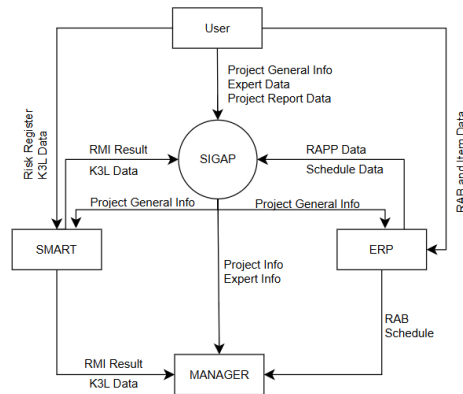 User
Project General Info
Expert Data
Project Report Data
Risk Register
K3L Data
RAB and Item Data
RMI Result
K3L Data
SIGAP
RAPP Data
Schedule Data
Project General Info
Project General Info
SMART
ERP
Project Info
Expert Info
RAB
Schedule
RMI Result
K3L Data
MANAGER